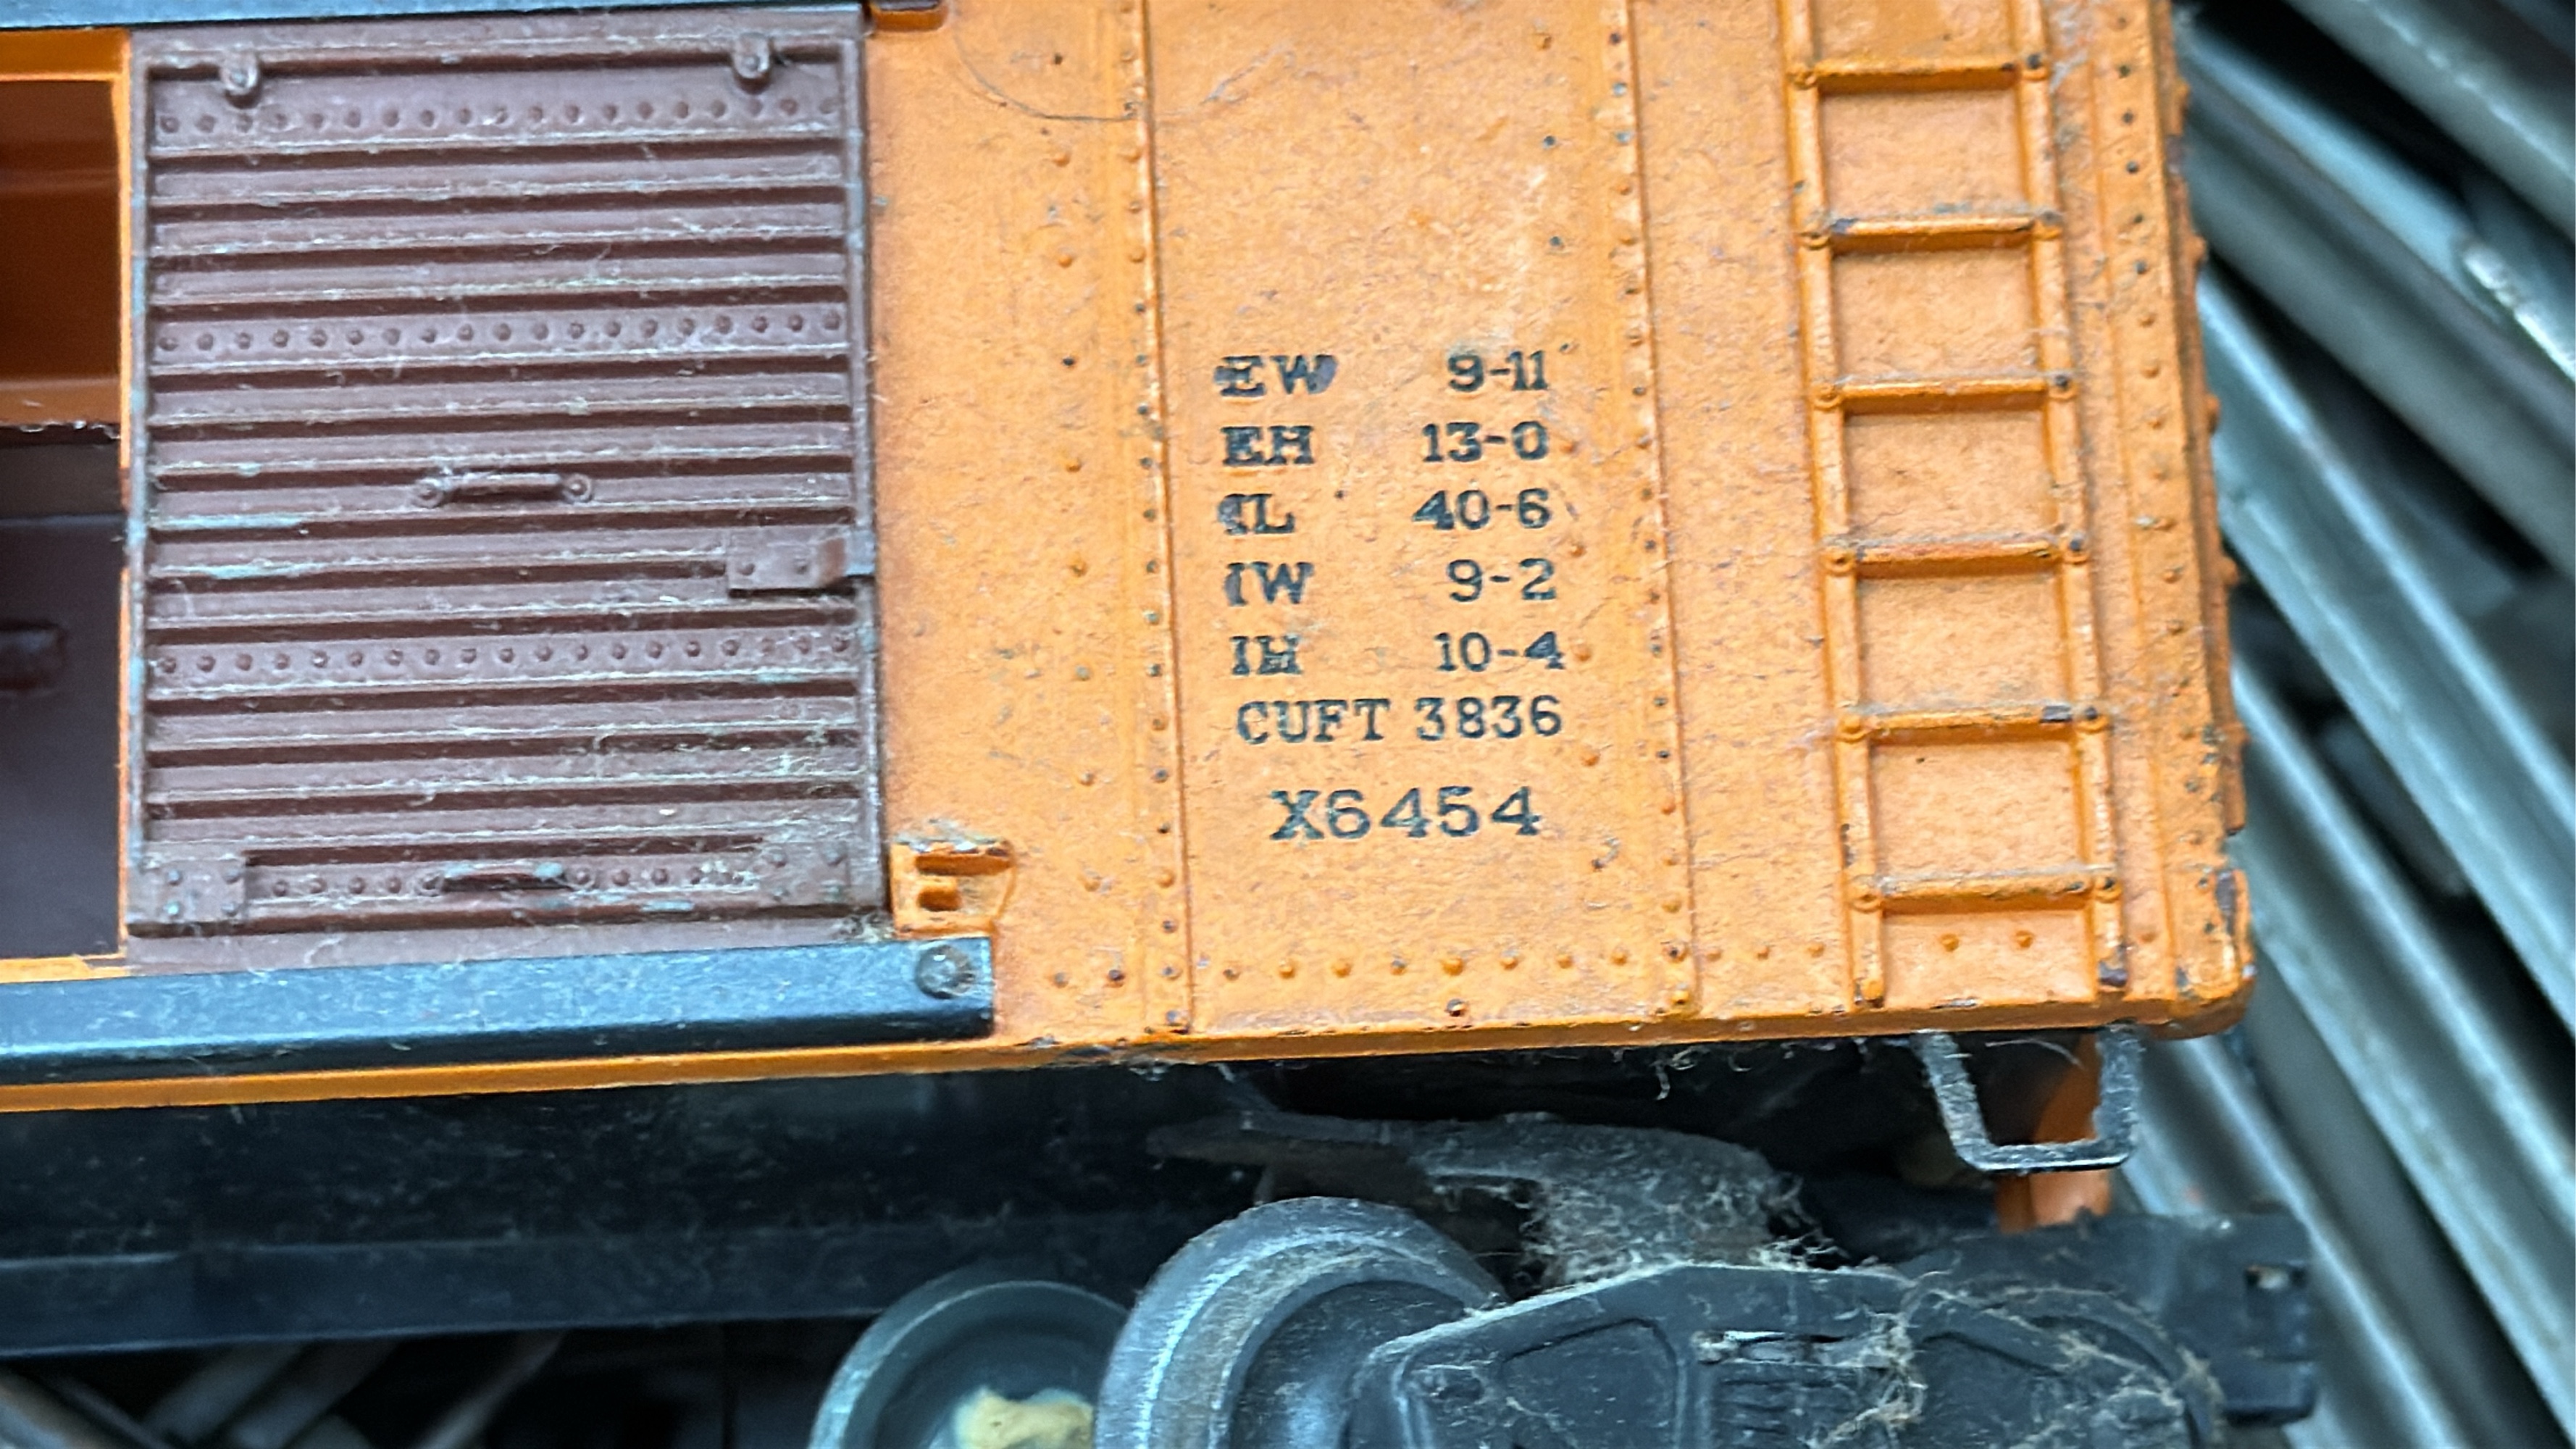 EW 9-11
EH 13-0
IL 40-6
IW 9-2
IH 10-4
CUFT 3836
X6454